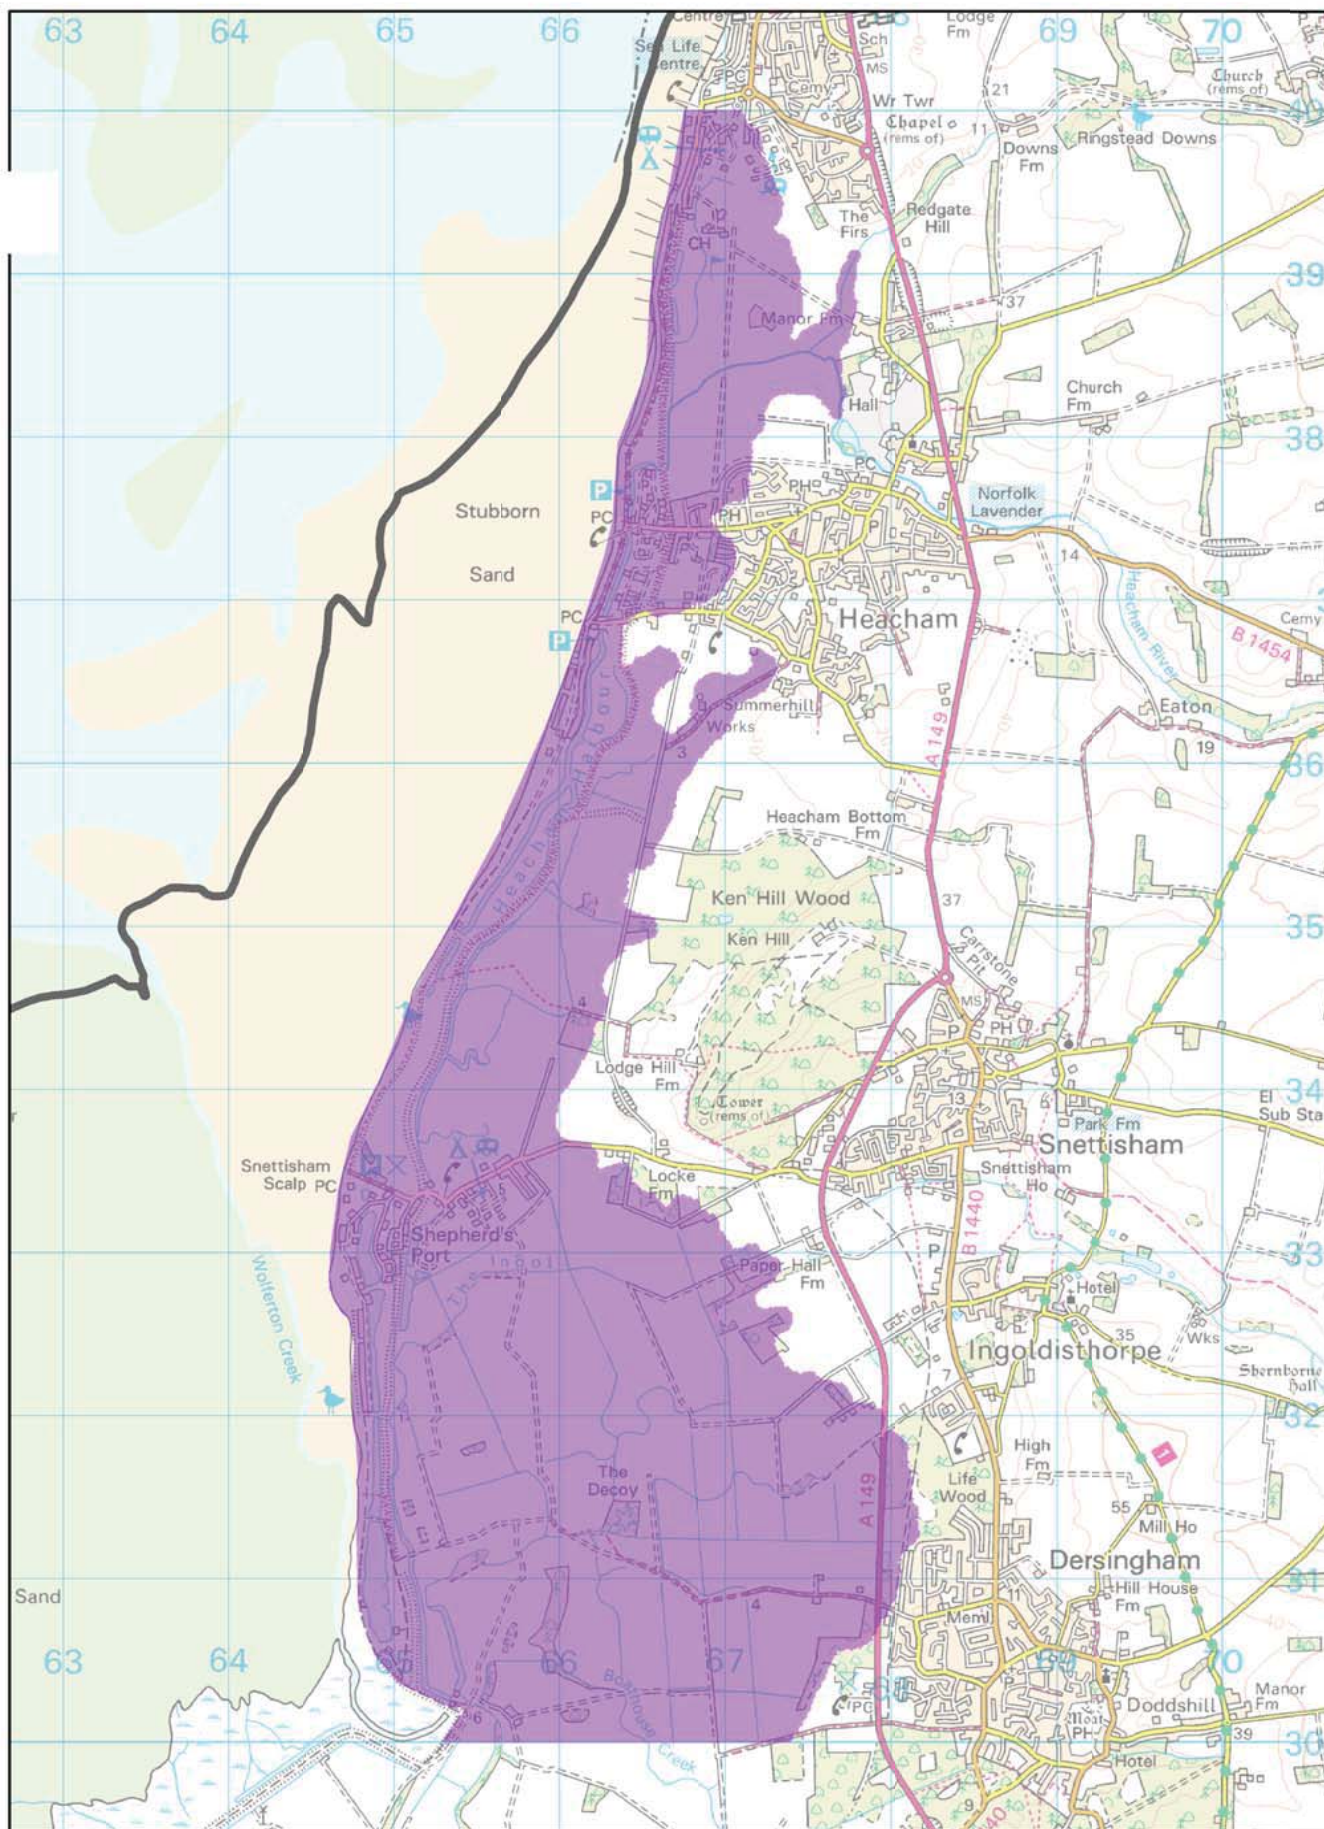 63
65
66
Centre
Sea Life
Centre
PC
Sch
MS
Cemy
Lodge
Fm
69
70
Church
(rems of)
40
Wr Twr
Chapel
(rems of)
21
11
Downs
Fm
Ringstead Downs
The
Firs
Redgate
Hill
CH
39
37
Manor Fm
Hall
Church
Fm
38
P
PC
PH
PH
PC
P
Norfolk
Lavender
Stubborn
Sand
14
Heacham River
PC
P
Heacham
B 1454
Cemy
Heacham Harbour
Summerhill
Works
3
A 149
Eaton
19
36
Heacham Bottom
Fm
Ken Hill Wood
37
Ken Hill
35
Carrstone
Pit
MS
P
PH
4
Lodge Hill
Fm
Tower
(rems of)
34
13
El
Sub Sta
Park Fm
Snettisham
Snettisham
Scalp PC
Locke
Fm
Snettisham
Ho
Shepherd's
Port
The Ingol
B1440
P
33
Paper Hall
Fm
Wolferton Creek
Hotel
Wks
35
Ingoldisthorpe
Shernborne
Hall
7
32
High
Fm
1
The
Decoy
A 149
Life
Wood
55
Mill Ho
Dersingham
Sand
4
11
Hill House
Fm
31
Meml
63
64
65
66
67
69
70
P
Boathouse Creek
6
PC
Moat
PH
Doddshill
Manor
Fm
39
30
Hotel
9